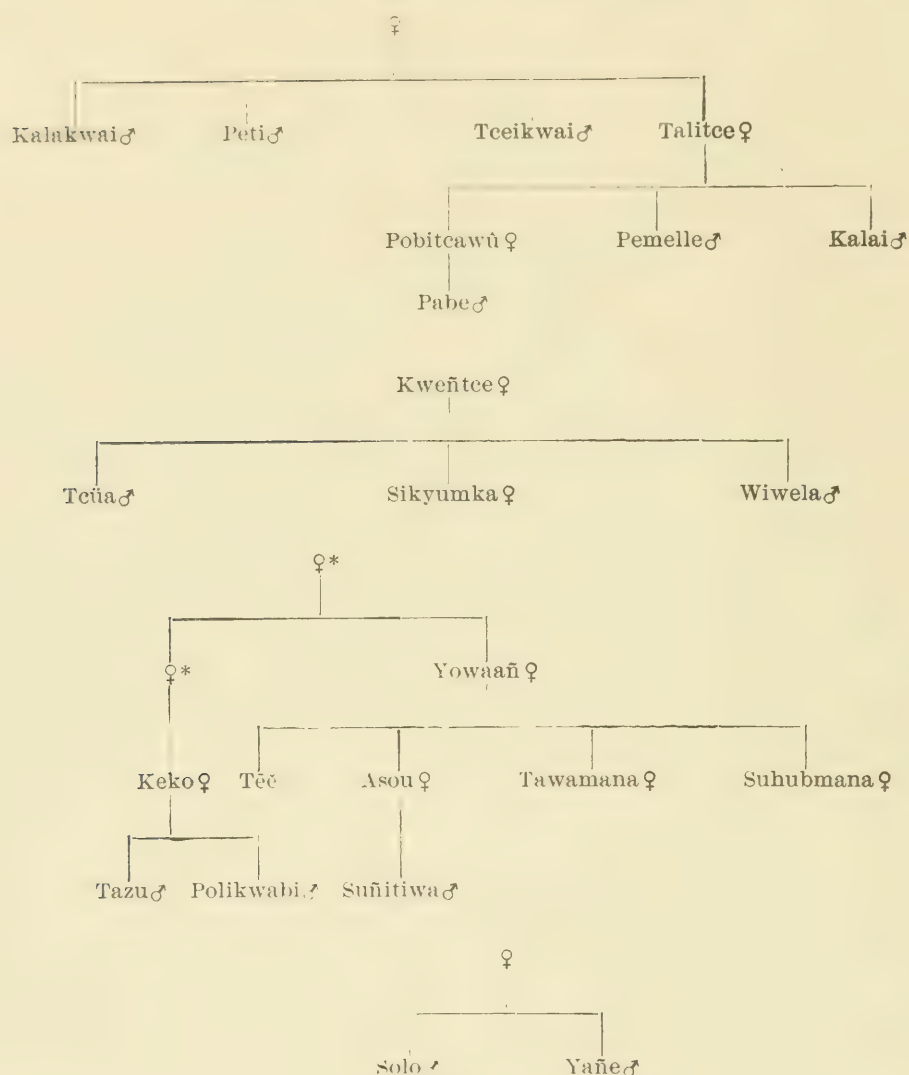 ♀
Kalakwai♂ Peti♂ Tceikwai♂ Talitce♀
Pobitcawû♀ Pemelle♂ Kalai♂
Pabe♂
Kweñtce♀
Tcüa♂ Sikyumka♀ Wiwela♂
♀*
♀* Yowaañ♀
Keko♀ Tĕĕ Asou♀ Tawamana♀ Suhubmana♀
Tazu♂ Polikwabi♂ Suñitiwa♂
♀
Solo♂ Yañe♂